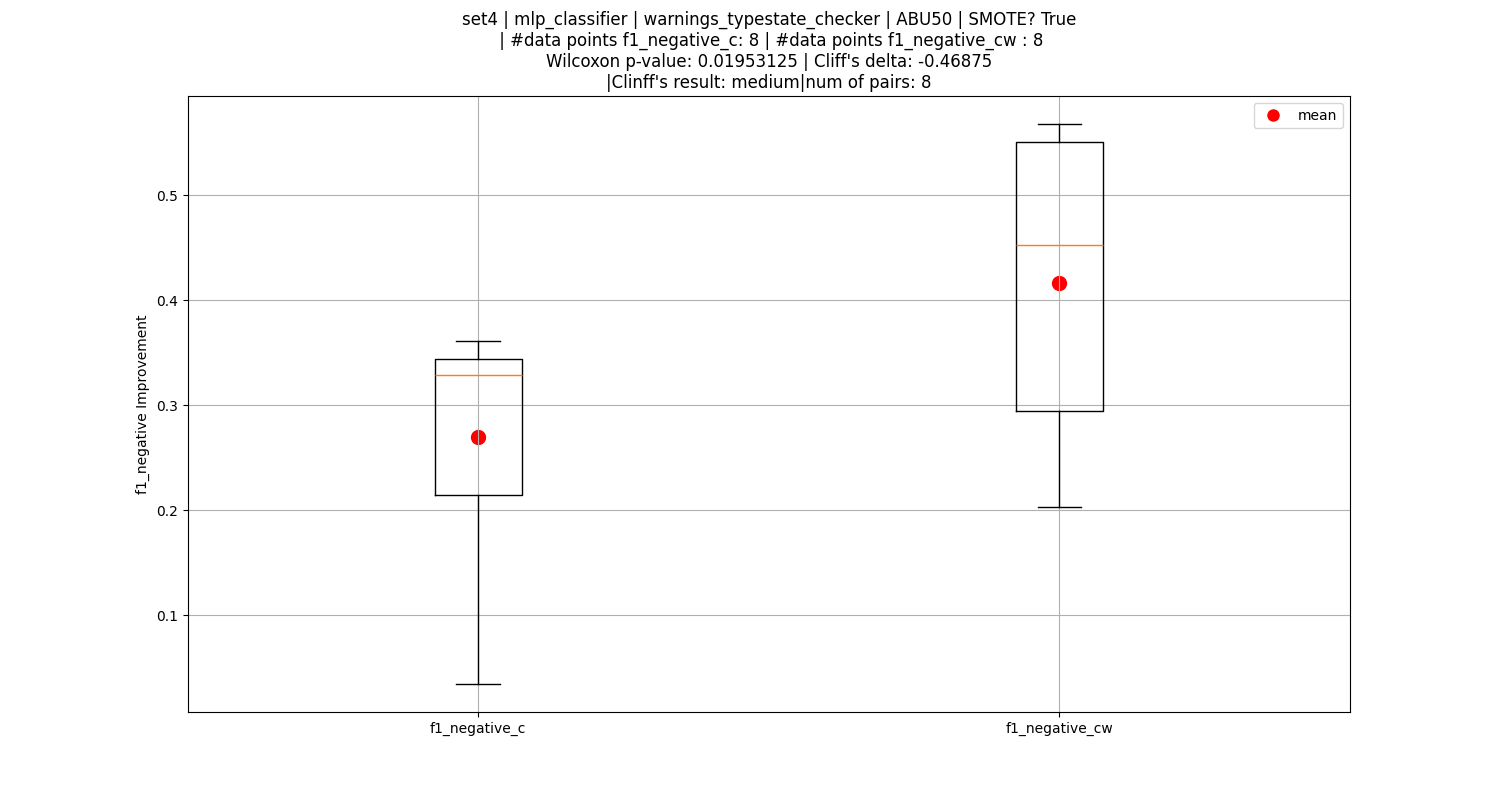 set4 | mlp_classifier | warnings_typestate_checker | ABU50 | SMOTE? True
| #data points f1_negative_c: 8 | #data points f1_negative_cw : 8
Wilcoxon p-value: 0.01953125 | Cliff's delta: -0.46875
|Clinff's result: medium|num of pairs: 8
mean
0.5
0.4
0.3
0.2
0.1
f1_negative Improvement
f1_negative_c
f1_negative_cw